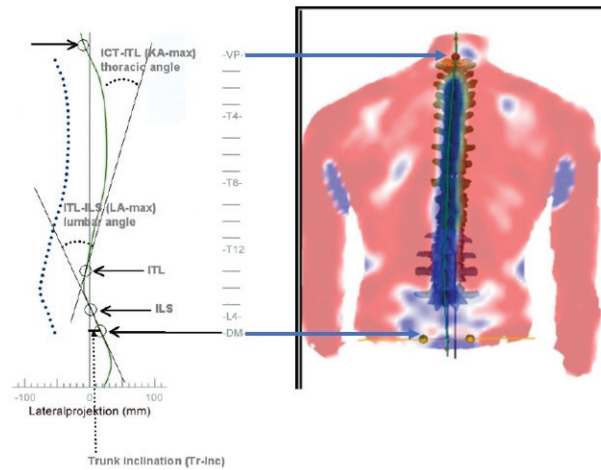 ICT-ITL (KA-max)
thoracic angle
-VP-
-T4-
-T8-
ITL-ILS (LA-max)
lumbar angle
-T12
ITL
ILS
-L4-
-DM-
-100
0
100
Lateralprojektion (mm)
Trunk inclination (Tr-Inc)